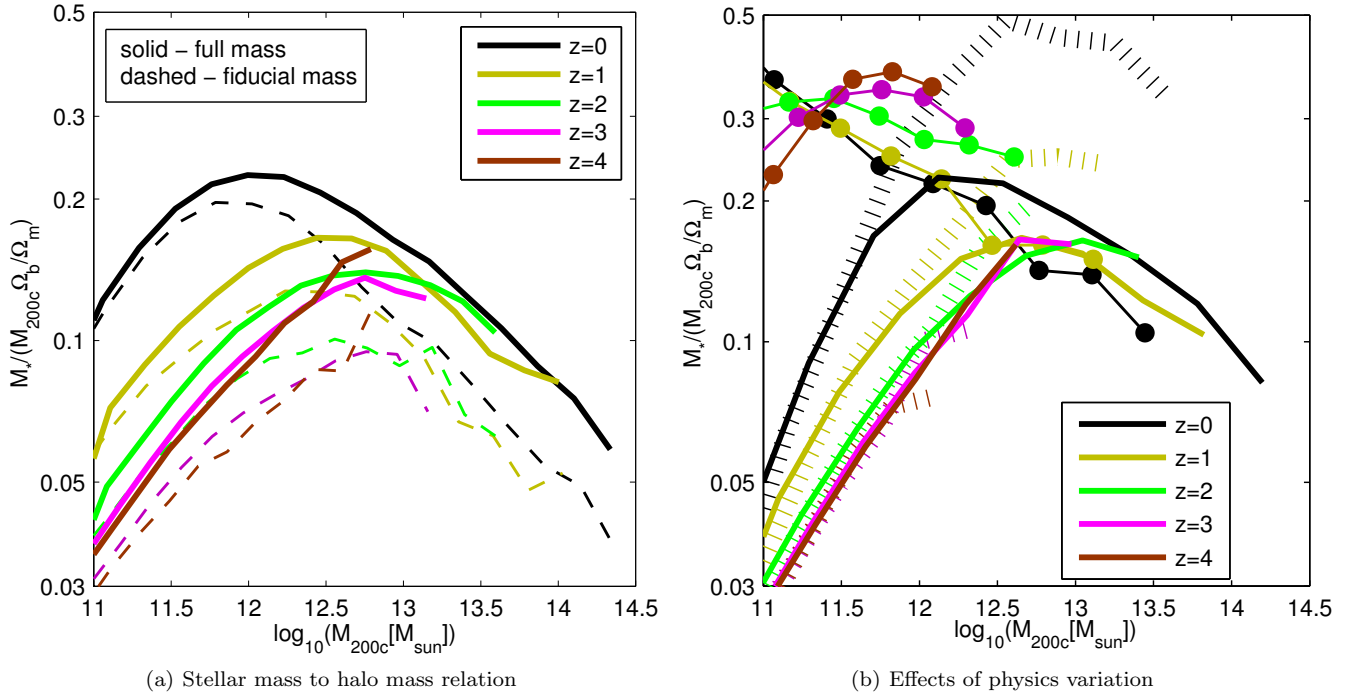 0.5
0.3
0.2
0.1
0.05
0.03
M*/(M200cΩb/Ωm)
solid − full mass
dashed − fiducial mass
z=0
z=1
z=2
z=3
z=4
11 11.5 12 12.5 13 13.5 14 14.5
log10(M200c[Msun])
(a) Stellar mass to halo mass relation
0.5
0.3
0.2
0.1
0.05
0.03
M*/(M200cΩb/Ωm)
z=0
z=1
z=2
z=3
z=4
11 11.5 12 12.5 13 13.5 14 14.5
log10(M200c[Msun])
(b) Effects of physics variation